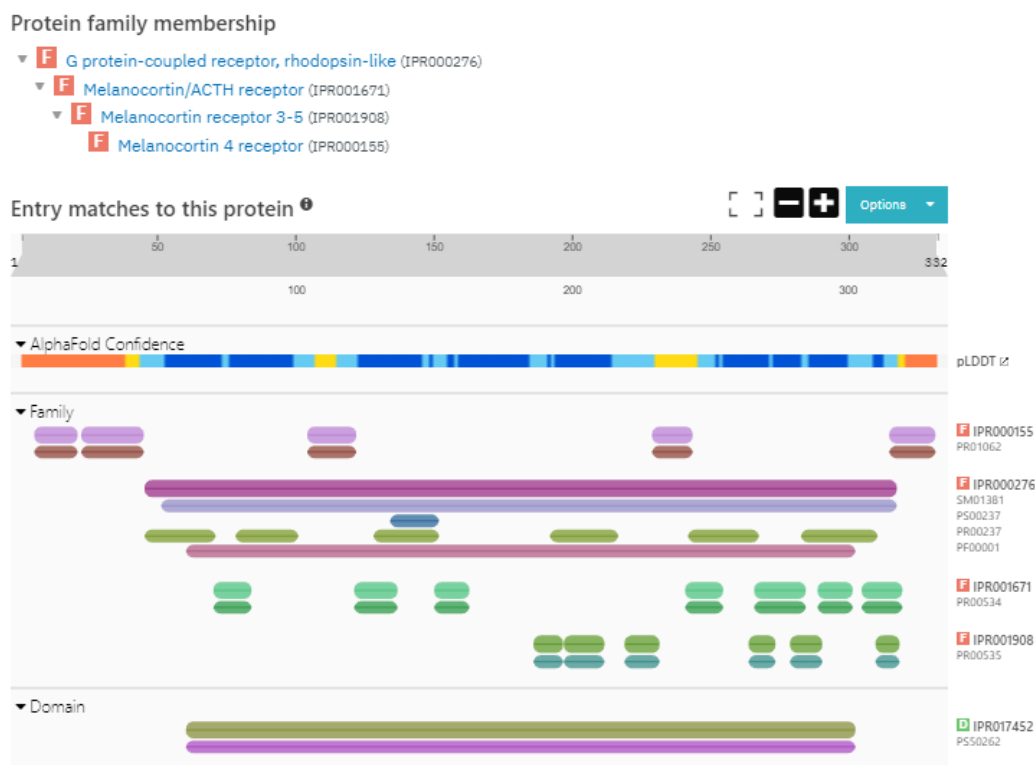 Protein family membership
F G protein-coupled receptor, rhodopsin-like (IPR000276)
F Melanocortin/ACTH receptor (IPR001671)
F Melanocortin receptor 3-5 (IPR001908)
F Melanocortin 4 receptor (IPR000155)
Entry matches to this protein
Options
50 100 150 200 250 300
1 332
100 200 300
AlphaFold Confidence
pLDDT
Family
F IPR000155
PR01062
F IPR000276
SM01381
PS00237
PR00237
PF00001
F IPR001671
PR00534
F IPR001908
PR00535
Domain
D IPR017452
PS50262